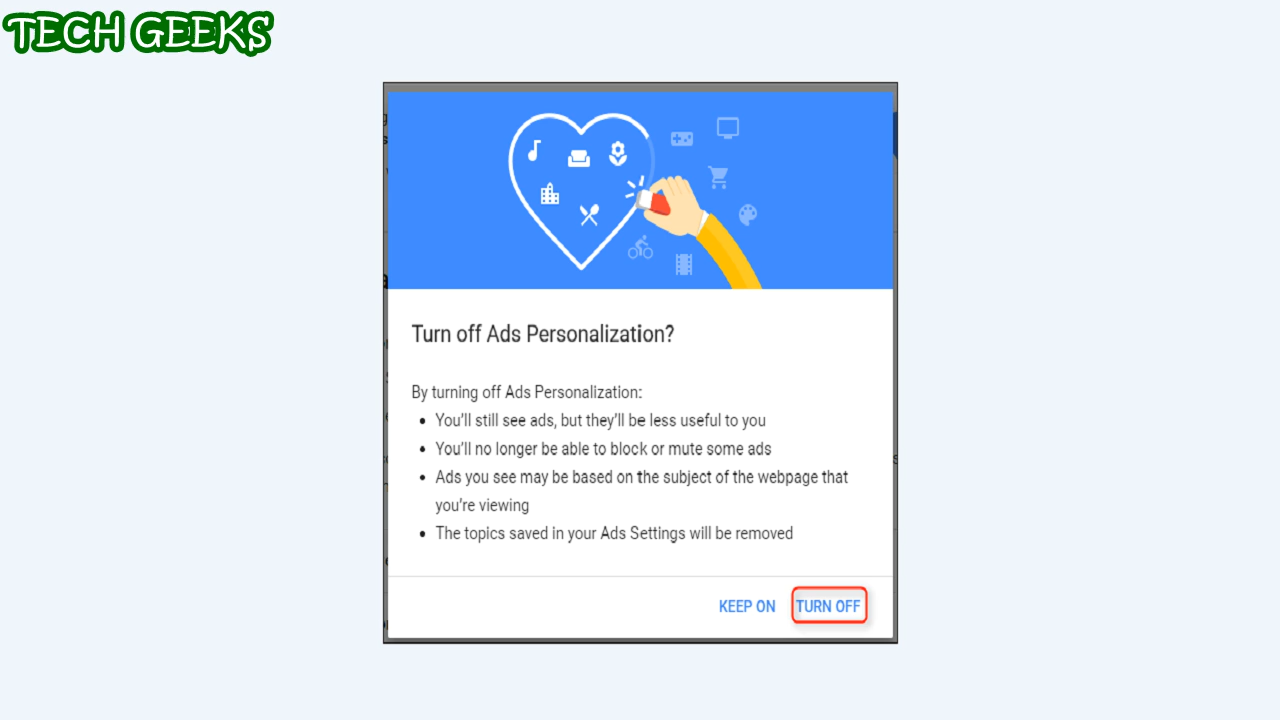 TECH GEEKS
Turn off Ads Personalization?
By turning off Ads Personalization:
• You'll still see ads, but they'll be less useful to you
• You'll no longer be able to block or mute some ads
• Ads you see may be based on the subject of the webpage that
you're viewing
• The topics saved in your Ads Settings will be removed
KEEP ON TURN OFF